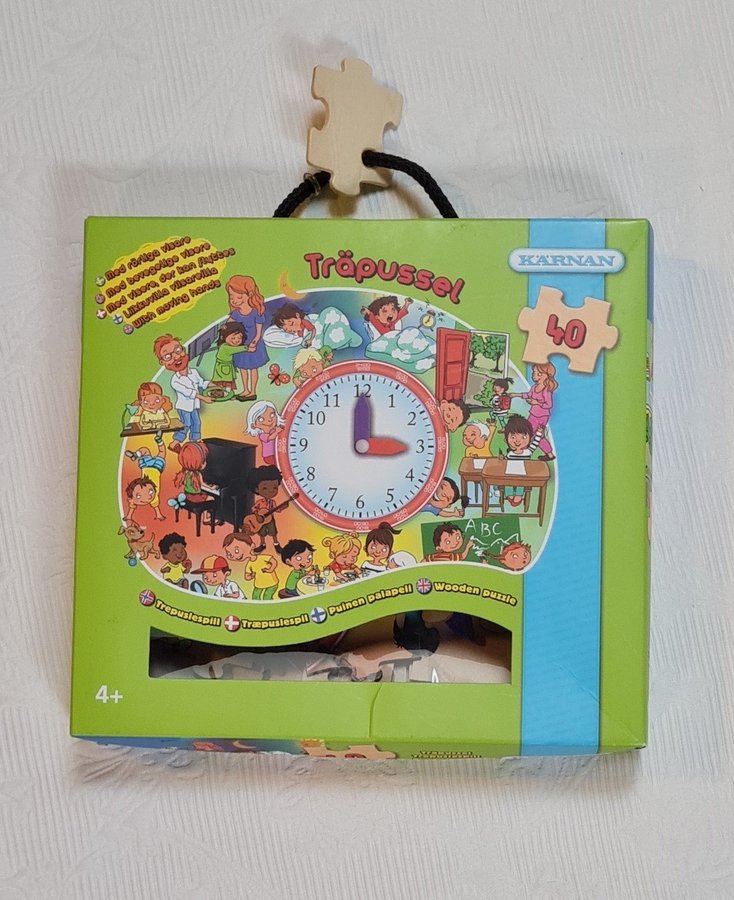 Med rörliga visare
Med bevegelige visere
Med visere, der kan flyttes
Liikkuvilla viisareilla
With moving hands
Träpussel
KÄRNAN
40
12
1
2
3
4
5
6
7
8
9
10
11
ABC
Trepuslespill
Træpuslespil
Puinen palapeli
Wooden puzzle
4+